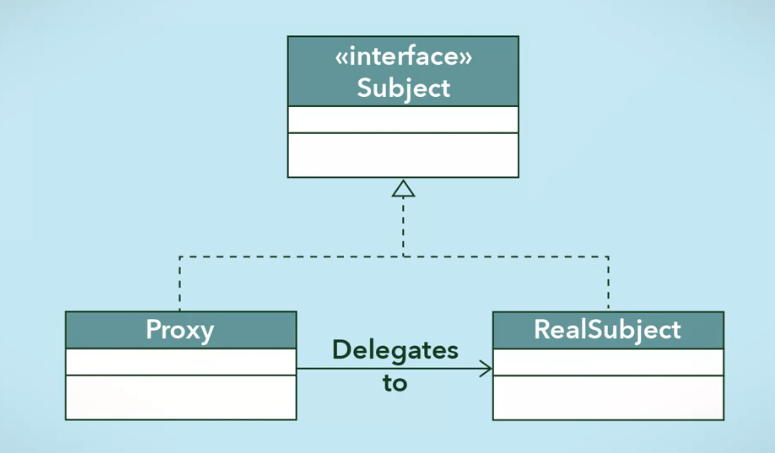 «interface»
Subject
Proxy
RealSubject
Delegates
to